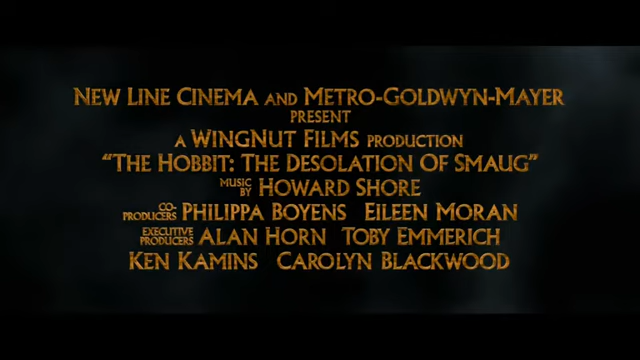 NEW LINE CINEMA AND METRO-GOLDWYN-MAYER
PRESENT
A WINGNUT FILMS PRODUCTION
“THE HOBBIT: THE DESOLATION OF SMAUG”
MUSIC BY HOWARD SHORE
CO-PRODUCERS PHILIPPA BOYENS EILEEN MORAN
EXECUTIVE PRODUCERS ALAN HORN TOBY EMMERICH
KEN KAMINS CAROLYN BLACKWOOD